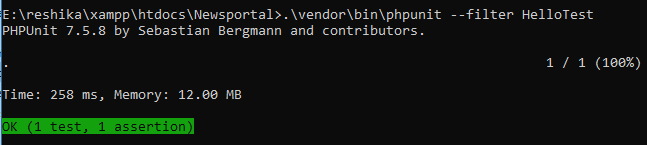 E:\reshika\xampp\htdocs\Newsportal>.\vendor\bin\phpunit --filter HelloTest
PHPUnit 7.5.8 by Sebastian Bergmann and contributors.
. 1 / 1 (100%)
Time: 258 ms, Memory: 12.00 MB
OK (1 test, 1 assertion)